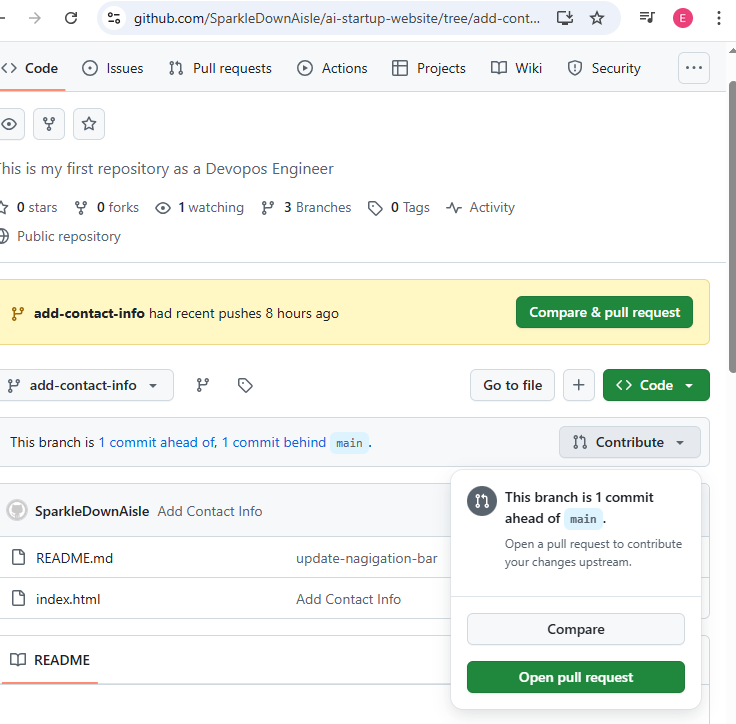 github.com/SparkleDownAisle/ai-startup-website/tree/add-cont...
E
Code Issues Pull requests Actions Projects Wiki Security
This is my first repository as a Devopos Engineer
0 stars 0 forks 1 watching 3 Branches 0 Tags Activity
Public repository
add-contact-info had recent pushes 8 hours ago Compare & pull request
add-contact-info Go to file Code
This branch is 1 commit ahead of, 1 commit behind main. Contribute
This branch is 1 commit
ahead of main.
Open a pull request to contribute
your changes upstream.
Compare
Open pull request
SparkleDownAisle Add Contact Info
README.md update-nagigation-bar
index.html Add Contact Info
README